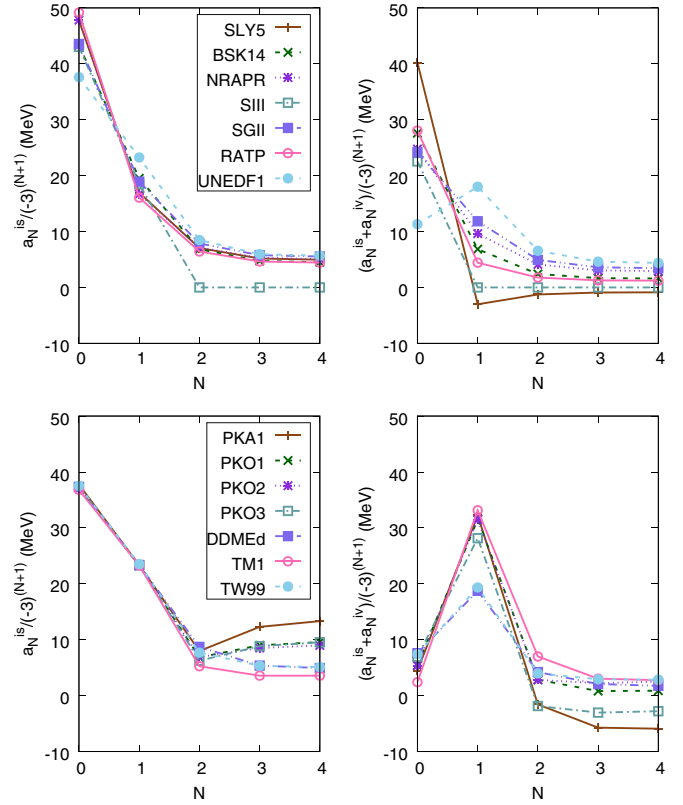 50
40
30
20
10
0
-10
0
1
2
3
4
N
a_N^is/(-3)^(N+1) (MeV)
SLY5
BSK14
NRAPR
SIII
SGII
RATP
UNEDF1
50
40
30
20
10
0
-10
0
1
2
3
4
N
(a_N^is+a_N^iv)/(-3)^(N+1) (MeV)
50
40
30
20
10
0
-10
0
1
2
3
4
N
a_N^is/(-3)^(N+1) (MeV)
PKA1
PKO1
PKO2
PKO3
DDMEd
TM1
TW99
50
40
30
20
10
0
-10
0
1
2
3
4
N
(a_N^is+a_N^iv)/(-3)^(N+1) (MeV)